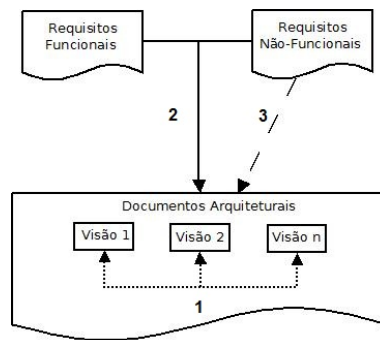 Requisitos
Funcionais
Requisitos
Não-Funcionais
2
3
Documentos Arquiteturais
Visão 1
Visão 2
Visão n
1